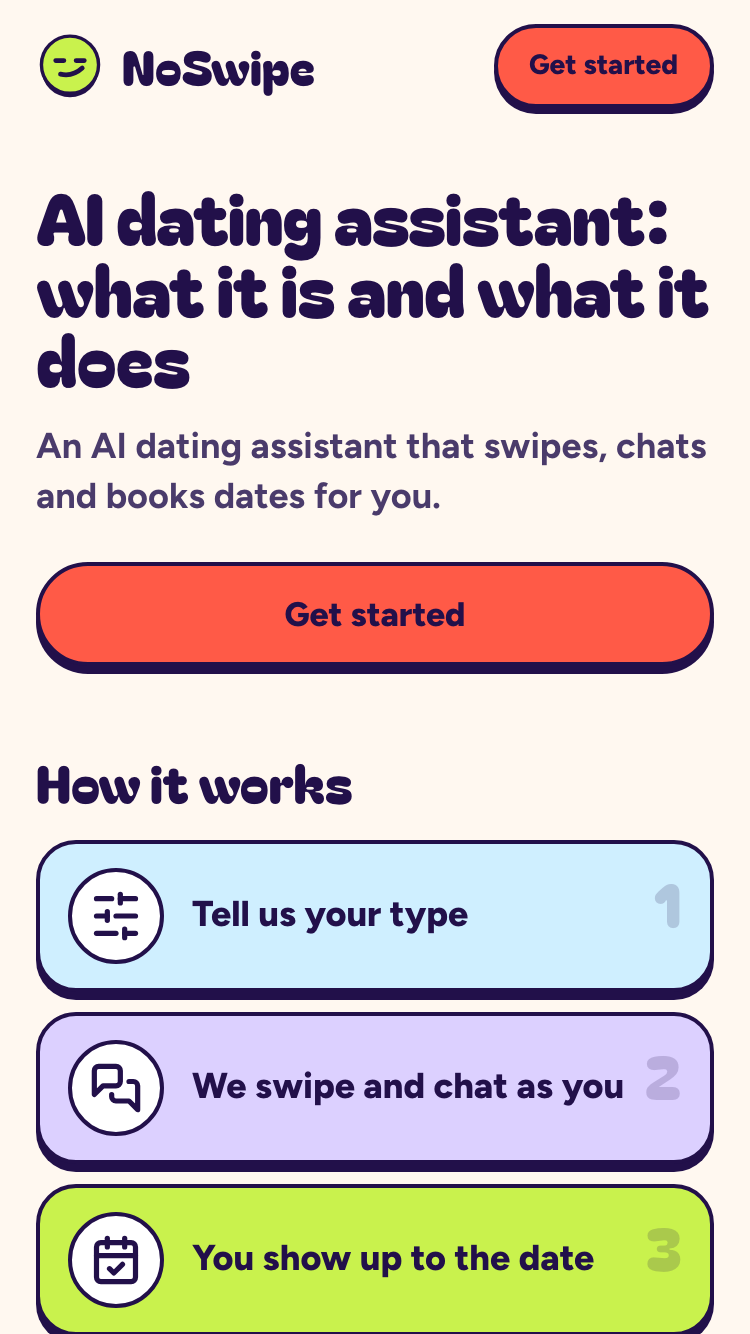 NoSwipe
Get started
AI dating assistant:
what it is and what it
does
An AI dating assistant that swipes, chats
and books dates for you.
Get started
How it works
Tell us your type
1
We swipe and chat as you
2
You show up to the date
3